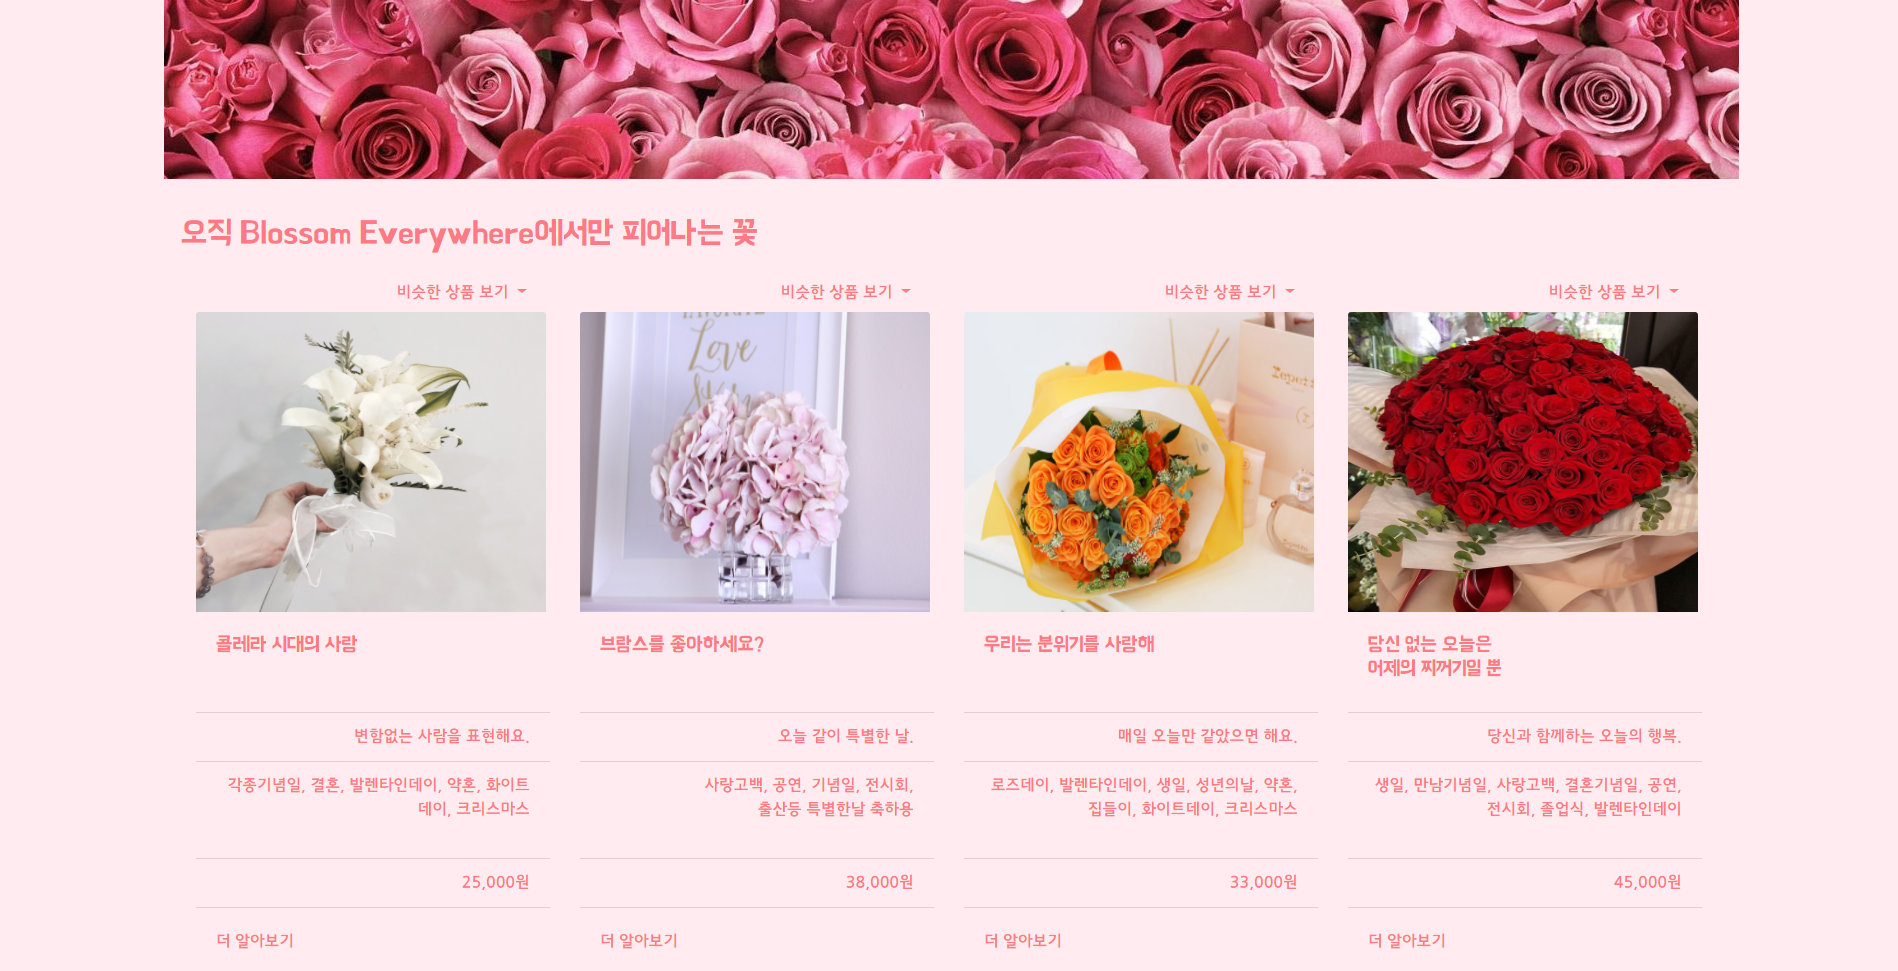 오직 Blossom Everywhere에서만 피어나는 꽃
비슷한 상품 보기
비슷한 상품 보기
비슷한 상품 보기
비슷한 상품 보기
Love
콜레라 시대의 사람
브람스를 좋아하세요?
우리는 분위기를 사랑해
담신 없는 오늘은
어제의 찌꺼기일 뿐
변함없는 사람을 표현해요.
오늘 같이 특별한 날.
매일 오늘만 같았으면 해요.
당신과 함께하는 오늘의 행복.
각종기념일, 결혼, 발렌타인데이, 약혼, 화이트
데이, 크리스마스
사랑고백, 공연, 기념일, 전시회,
출산등 특별한날 축하용
로즈데이, 발렌타인데이, 생일, 성년의날, 약혼,
집들이, 화이트데이, 크리스마스
생일, 만남기념일, 사랑고백, 결혼기념일, 공연,
전시회, 졸업식, 발렌타인데이
25,000원
38,000원
33,000원
45,000원
더 알아보기
더 알아보기
더 알아보기
더 알아보기